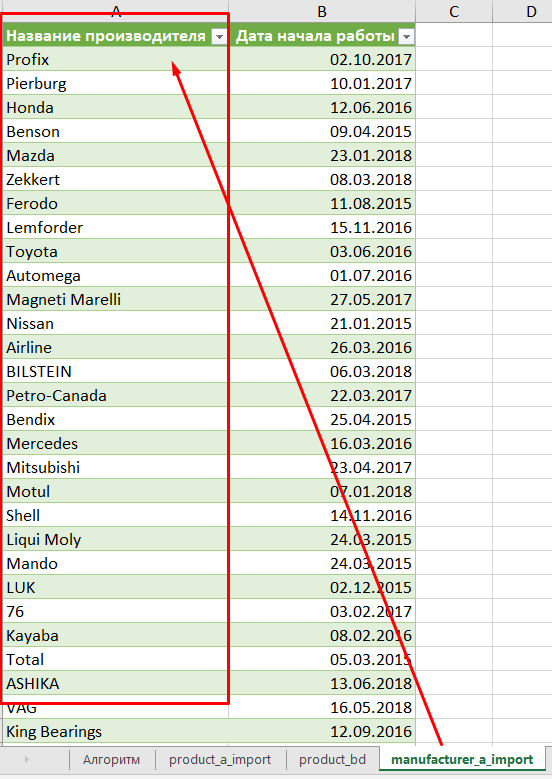 A B C D
Название производителя Дата начала работы
Profix 02.10.2017
Pierburg 10.01.2017
Honda 12.06.2016
Benson 09.04.2015
Mazda 23.01.2018
Zekkert 08.03.2018
Ferodo 11.08.2015
Lemforder 15.11.2016
Toyota 03.06.2016
Automega 01.07.2016
Magneti Marelli 27.05.2017
Nissan 21.01.2015
Airline 26.03.2016
BILSTEIN 06.03.2018
Petro-Canada 22.03.2017
Bendix 25.04.2015
Mercedes 16.03.2016
Mitsubishi 23.04.2017
Motul 07.01.2018
Shell 14.11.2016
Liqui Moly 24.03.2015
Mando 24.03.2015
LUK 02.12.2015
76 03.02.2017
Kayaba 08.02.2016
Total 05.03.2015
ASHIKA 13.06.2018
VAG 16.05.2018
King Bearings 12.09.2016
Алгоритм product_a_import product_bd manufacturer_a_import